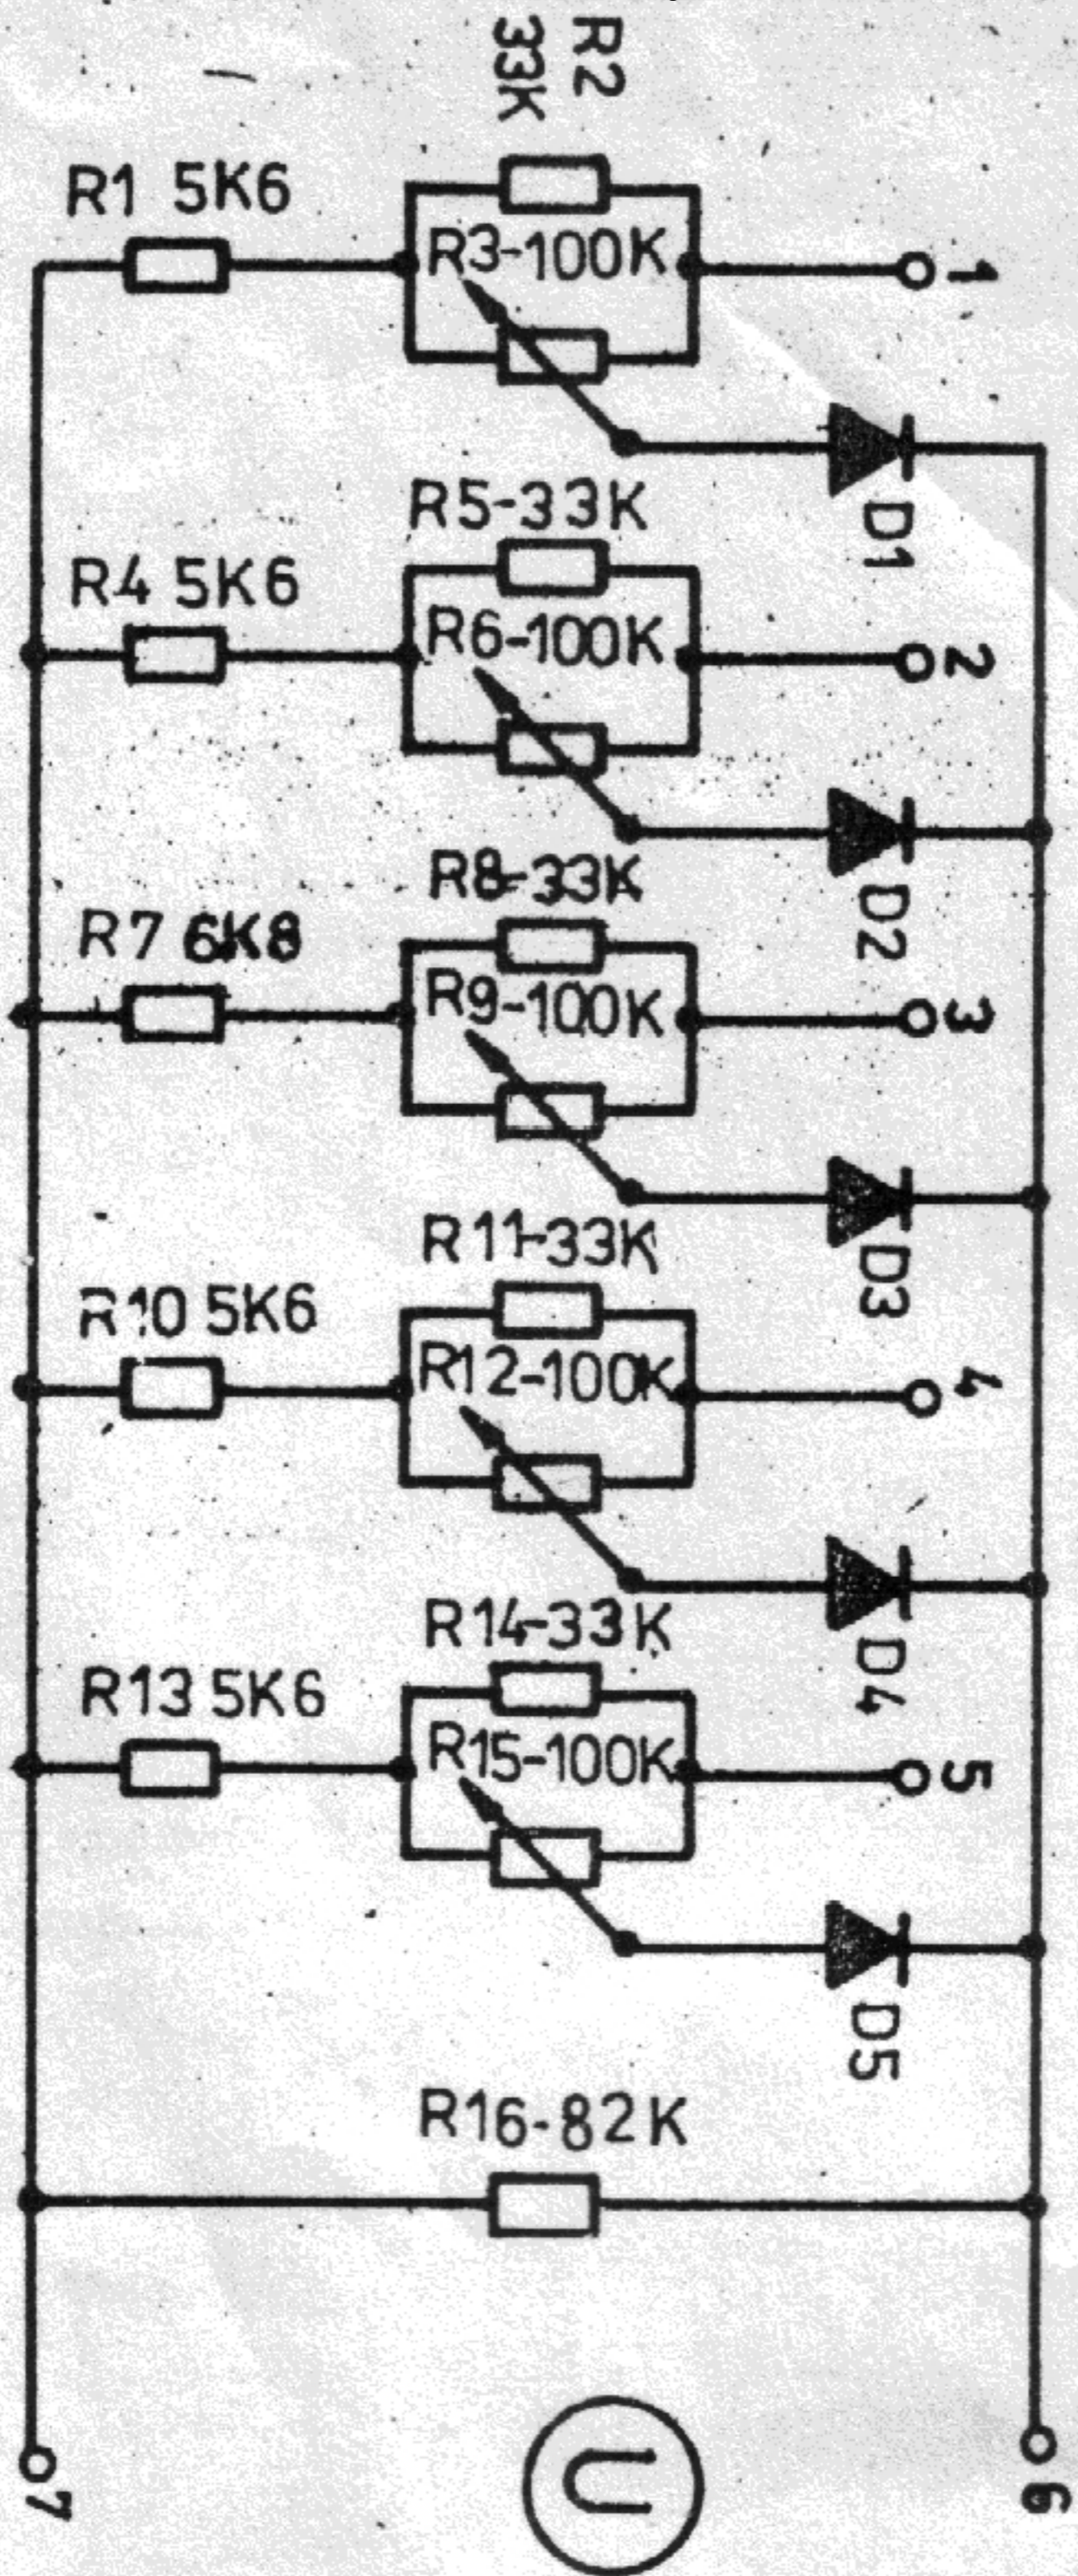 R2
33K
R1 5K6
R3-100K
1
D1
R5-33K
R4 5K6
R6-100K
2
D2
R8-33K
R7 6K8
R9-100K
3
D3
R11-33K
R10 5K6
R12-100K
4
D4
R14-33K
R13 5K6
R15-100K
5
D5
R16-82K
U
7
6